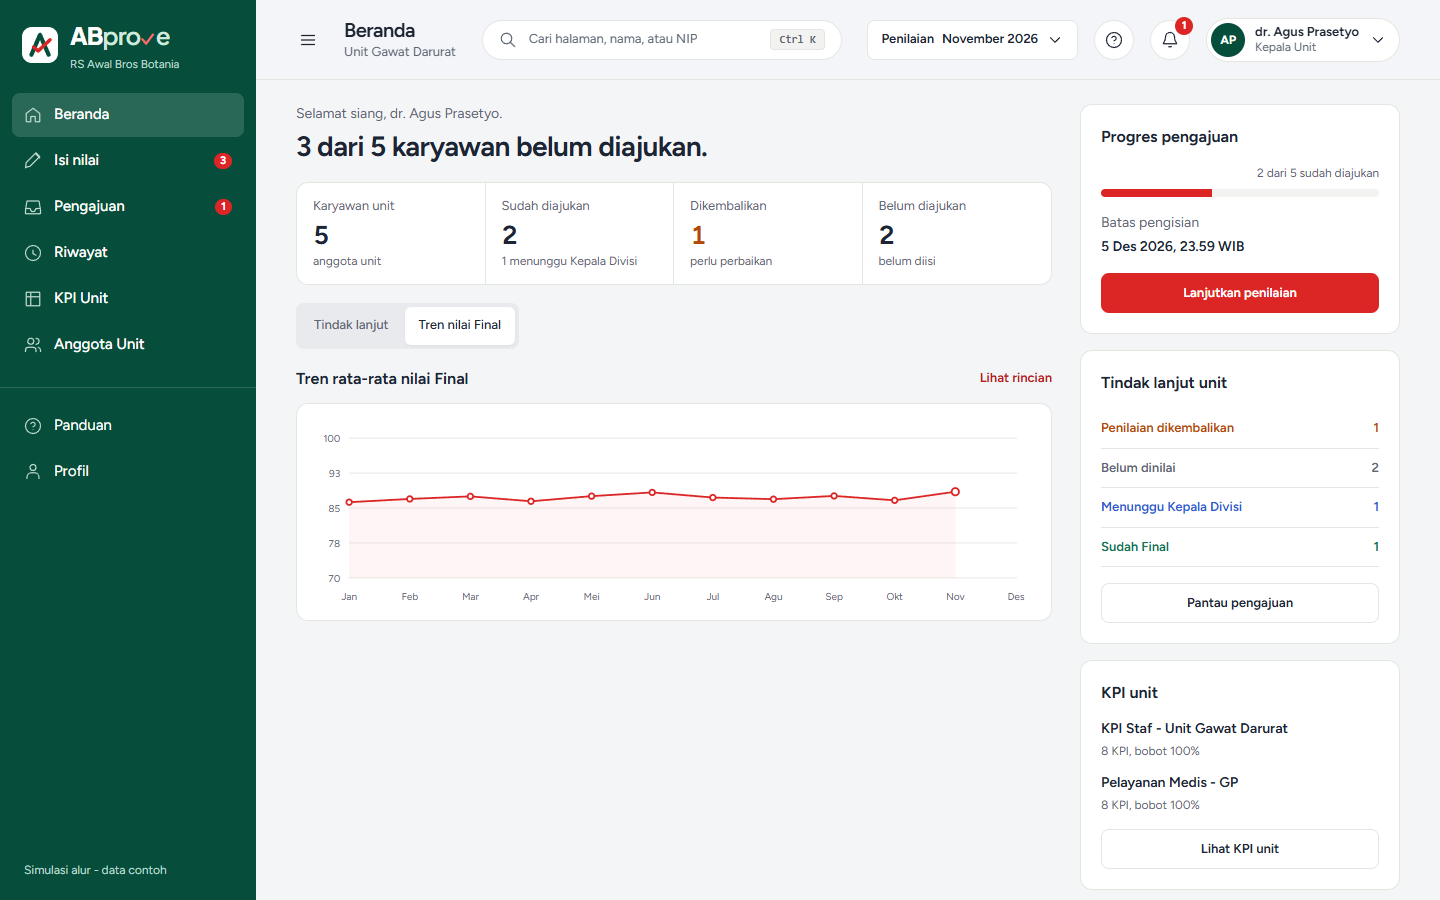 ABprove
RS Awal Bros Botania
Beranda
Isi nilai 3
Pengajuan 1
Riwayat
KPI Unit
Anggota Unit
Panduan
Profil
Simulasi alur - data contoh
Beranda
Unit Gawat Darurat
Cari halaman, nama, atau NIP Ctrl K
Penilaian November 2026
1
AP
dr. Agus Prasetyo
Kepala Unit
Selamat siang, dr. Agus Prasetyo.
3 dari 5 karyawan belum diajukan.
Karyawan unit
5
anggota unit
Sudah diajukan
2
1 menunggu Kepala Divisi
Dikembalikan
1
perlu perbaikan
Belum diajukan
2
belum diisi
Tindak lanjut Tren nilai Final
Tren rata-rata nilai Final Lihat rincian
100
93
85
78
70
Jan Feb Mar Apr Mei Jun Jul Agu Sep Okt Nov Des
Progres pengajuan
2 dari 5 sudah diajukan
Batas pengisian
5 Des 2026, 23.59 WIB
Lanjutkan penilaian
Tindak lanjut unit
Penilaian dikembalikan 1
Belum dinilai 2
Menunggu Kepala Divisi 1
Sudah Final 1
Pantau pengajuan
KPI unit
KPI Staf - Unit Gawat Darurat
8 KPI, bobot 100%
Pelayanan Medis - GP
8 KPI, bobot 100%
Lihat KPI unit